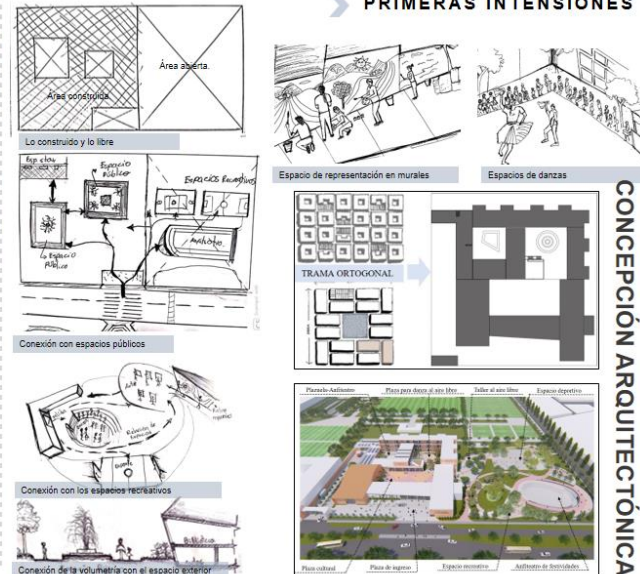 PRIMERAS INTENSIONES
Área construida
Área abierta.
Lo construido y lo libre
Espacio Público
Espacios Recreativos
Espacio Público
Conexión con espacios públicos
Espacio de representación en murales
Espacios de danzas
TRAMA ORTOGONAL
Conexión con los espacios recreativos
Conexión de la volumetría con el espacio exterior
Plazuela-Anfiteatro
Plaza para danza al aire libre
Taller al aire libre
Espacio deportivo
Plaza cultural
Plaza de ingreso
Espacio recreativo
Anfiteatro de festividades
CONCEPCIÓN ARQUITECTÓNICA